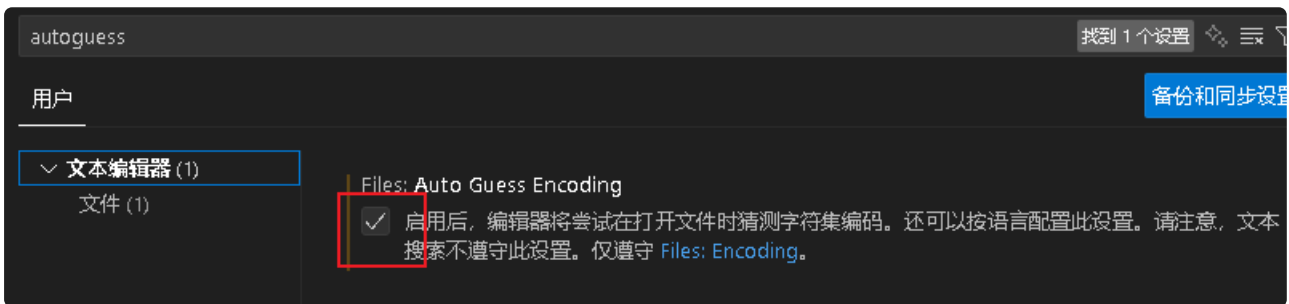 autoguess
找到 1 个设置
用户
备份和同步设置
文本编辑器 (1)
文件 (1)
Files: Auto Guess Encoding
启用后，编辑器将尝试在打开文件时猜测字符集编码。还可以按语言配置此设置。请注意，文本
搜索不遵守此设置。仅遵守 Files: Encoding。